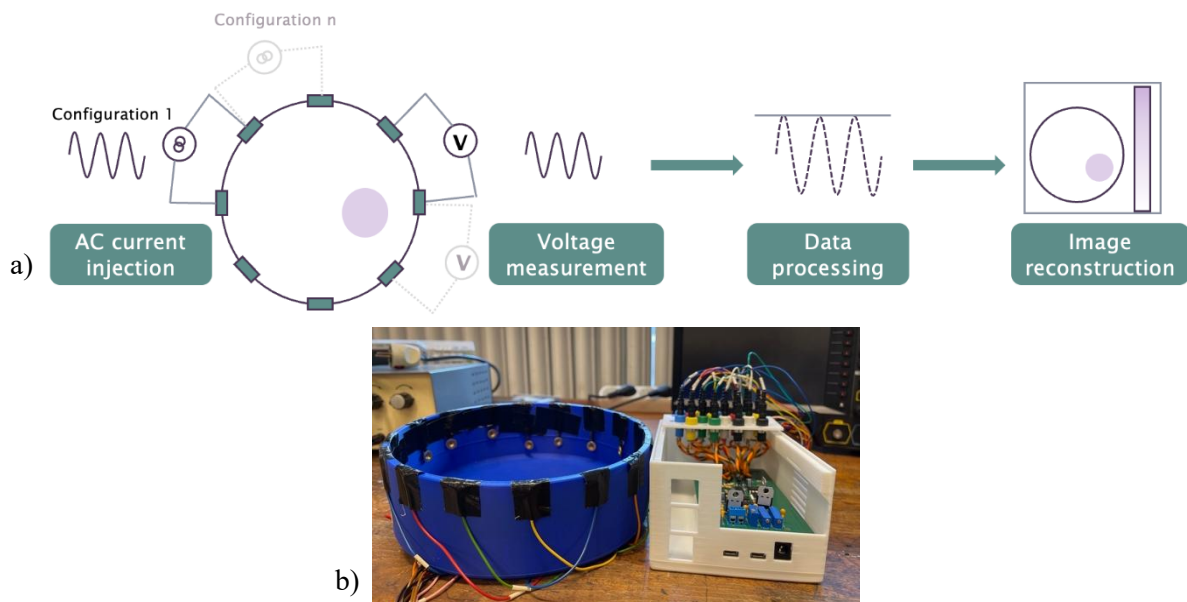 Configuration n
Configuration 1
V
V
AC current
injection
Voltage
measurement
Data
processing
Image
reconstruction
a)
b)